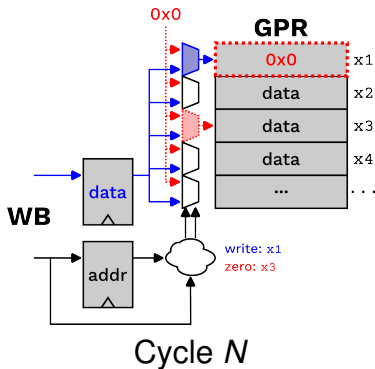 0x0
GPR
0x0 x1
data x2
data x3
data x4
... ...
data
WB
addr
write: x1
zero: x3
Cycle N